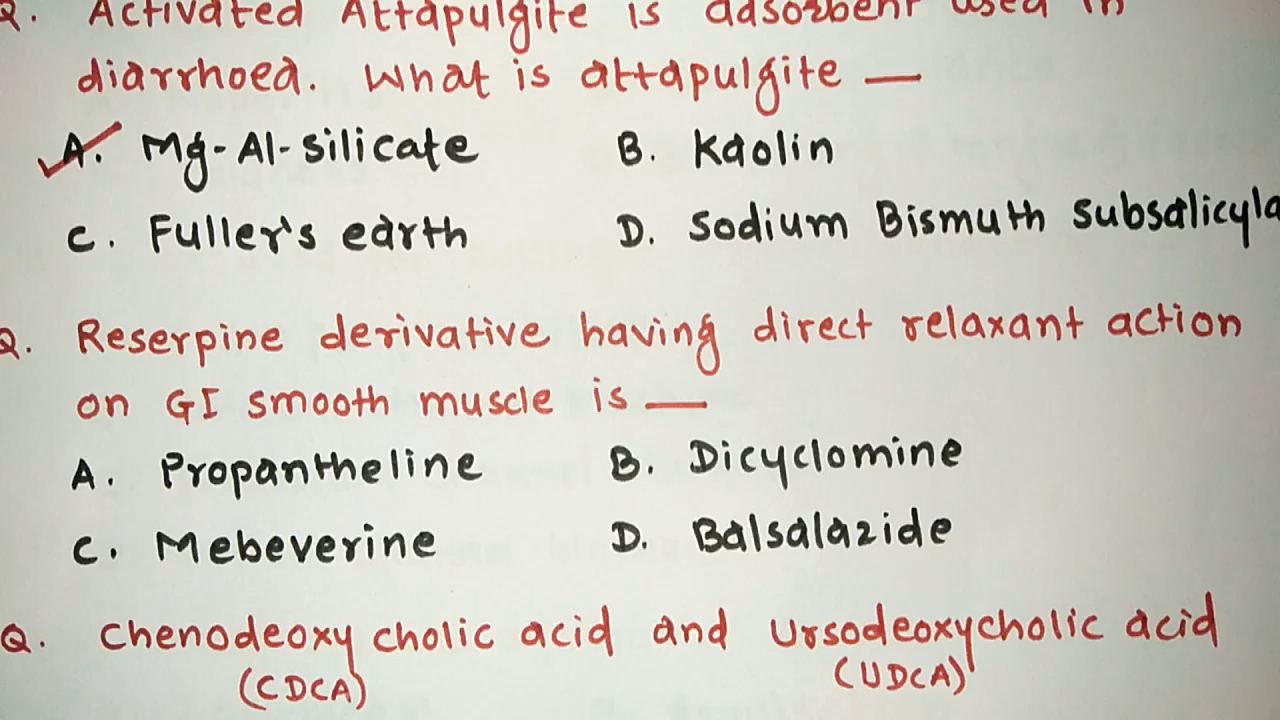 Q. Activated Attapulgite is adsorbent used in
diarrhoea. What is attapulgite —
A. Mg-Al-silicate B. Kaolin
C. Fuller's earth D. Sodium Bismuth subsalicyla
Q. Reserpine derivative having direct relaxant action
on GI smooth muscle is —
A. Propantheline B. Dicyclomine
C. Mebeverine D. Balsalazide
Q. Chenodeoxy cholic acid and Ursodeoxycholic acid
(CDCA) (UDCA)